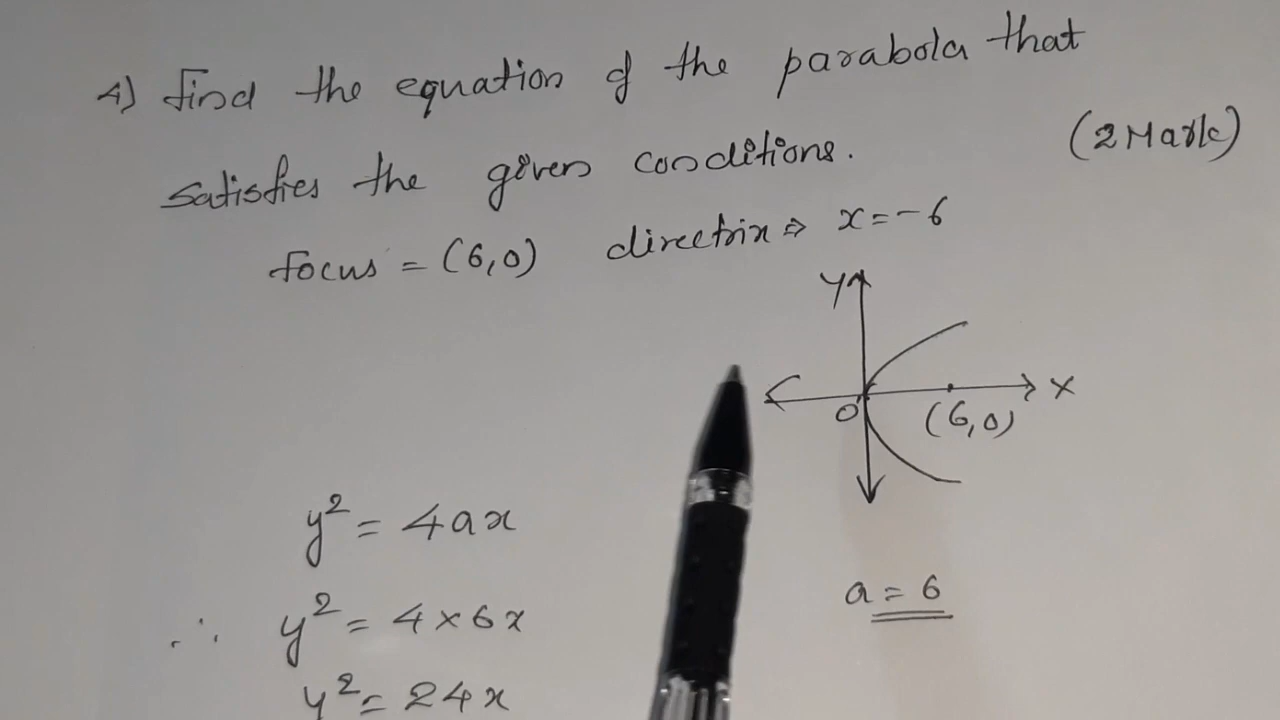 4) Find the equation of the parabola that
satisfies the given conditions. (2 Mark)
focus = (6,0) directrix ⇒ x = -6
Y
X
O
(6,0)
y² = 4ax
a = 6
∴ y² = 4×6x
y² = 24x